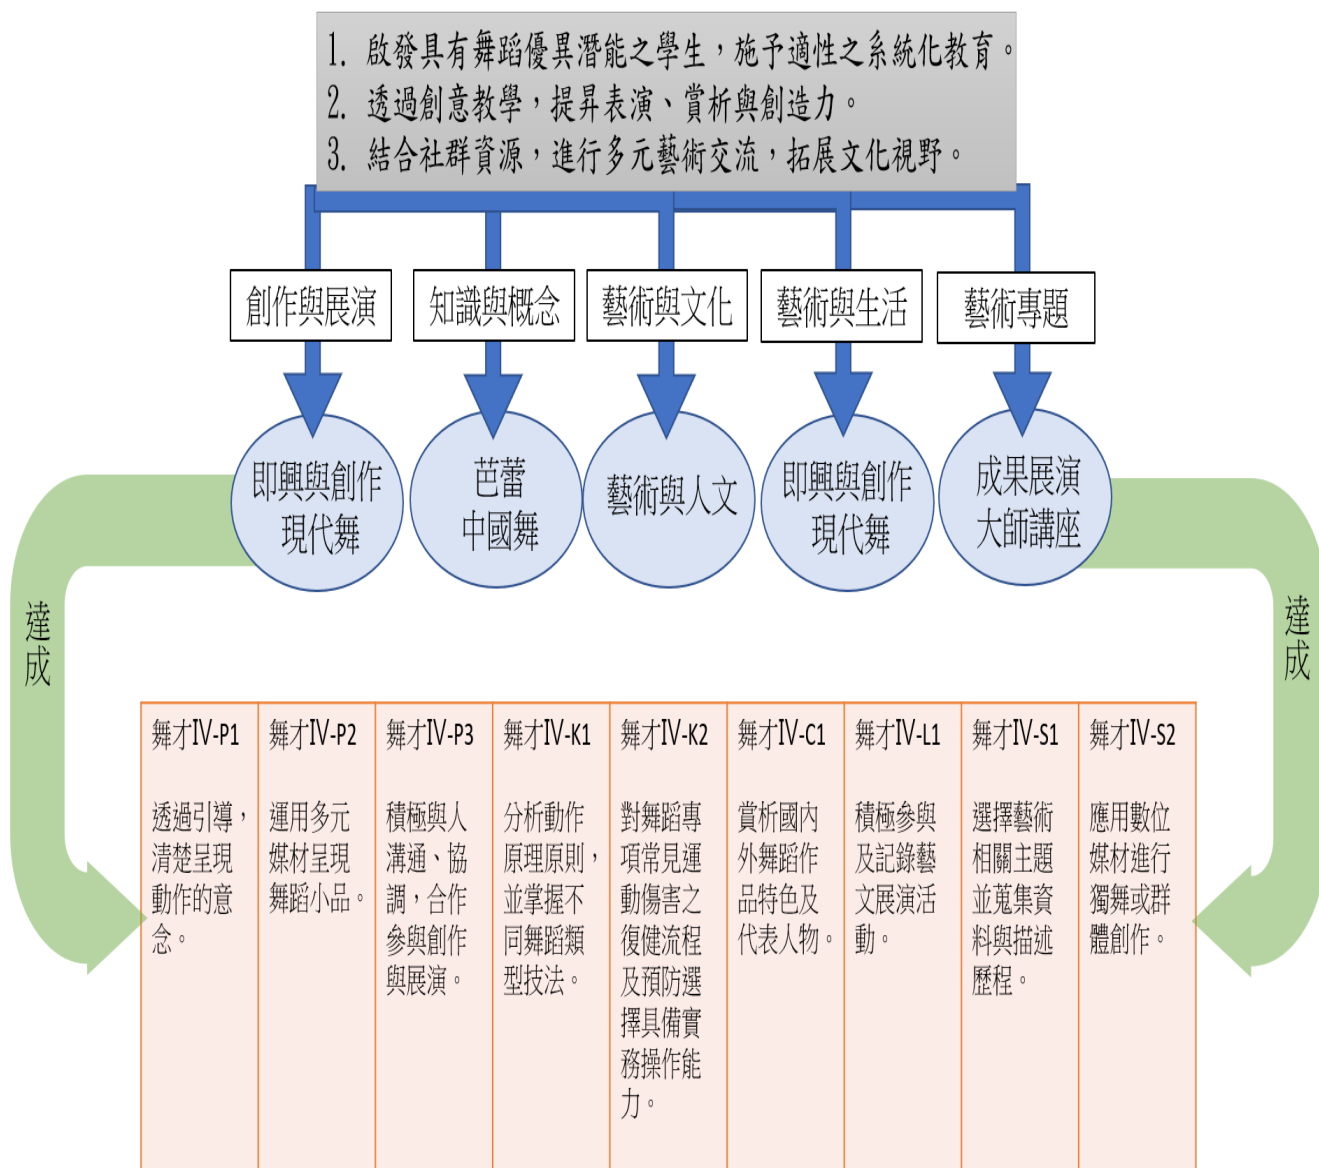 1. 啟發具有舞蹈優異潛能之學生，施予適性之系統化教育。
2. 透過創意教學，提昇表演、賞析與創造力。
3. 結合社群資源，進行多元藝術交流，拓展文化視野。
創作與展演
知識與概念
藝術與文化
藝術與生活
藝術專題
即興與創作
現代舞
芭蕾
中國舞
藝術與人文
即興與創作
現代舞
成果展演
大師講座
達
成
達
成
舞才IV-P1
透過引導，
清楚呈現
動作的意
念。
舞才IV-P2
運用多元
媒材呈現
舞蹈小品。
舞才IV-P3
積極與人
溝通、協
調，合作
參與創作
與展演。
舞才IV-K1
分析動作
原理原則，
並掌握不
同舞蹈類
型技法。
舞才IV-K2
對舞蹈專
項常見運
動傷害之
復健流程
及預防選
擇具備實
務操作能
力。
舞才IV-C1
賞析國內
外舞蹈作
品特色及
代表人物。
舞才IV-L1
積極參與
及記錄藝
文展演活
動。
舞才IV-S1
選擇藝術
相關主題
並蒐集資
料與描述
歷程。
舞才IV-S2
應用數位
媒材進行
獨舞或群
體創作。